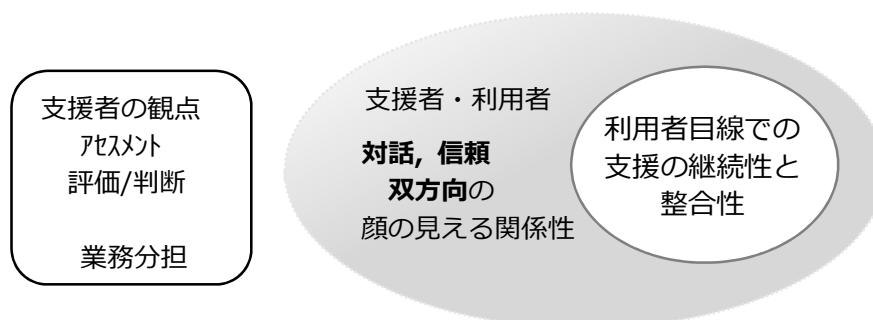 支援者の観点
ｱｾｽﾒﾝﾄ
評価/判断
業務分担
支援者・利用者
対話, 信頼
双方向の
顔の見える関係性
利用者目線での
支援の継続性と
整合性